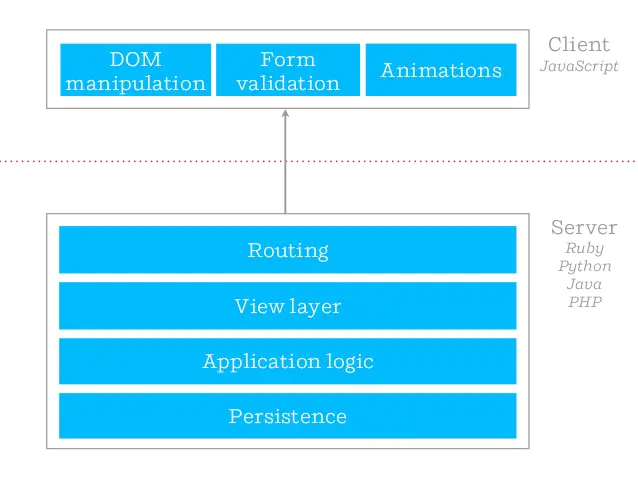 DOM
manipulation
Form
validation
Animations
Client
JavaScript
Routing
View layer
Application logic
Persistence
Server
Ruby
Python
Java
PHP